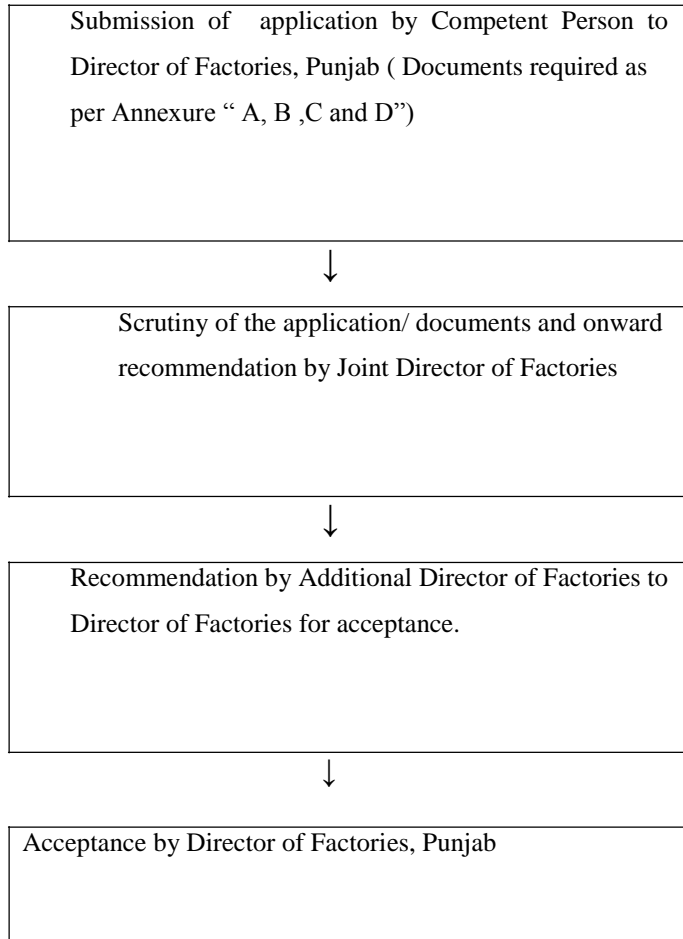 Submission of application by Competent Person to
Director of Factories, Punjab ( Documents required as
per Annexure “ A, B ,C and D”)
↓
Scrutiny of the application/ documents and onward
recommendation by Joint Director of Factories
↓
Recommendation by Additional Director of Factories to
Director of Factories for acceptance.
↓
Acceptance by Director of Factories, Punjab